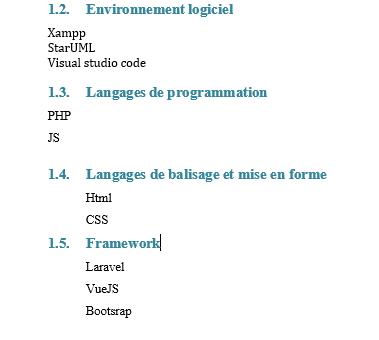 1.2. Environnement logiciel
Xampp
StarUML
Visual studio code
1.3. Langages de programmation
PHP
JS
1.4. Langages de balisage et mise en forme
Html
CSS
1.5. Framework
Laravel
VueJS
Bootsrap